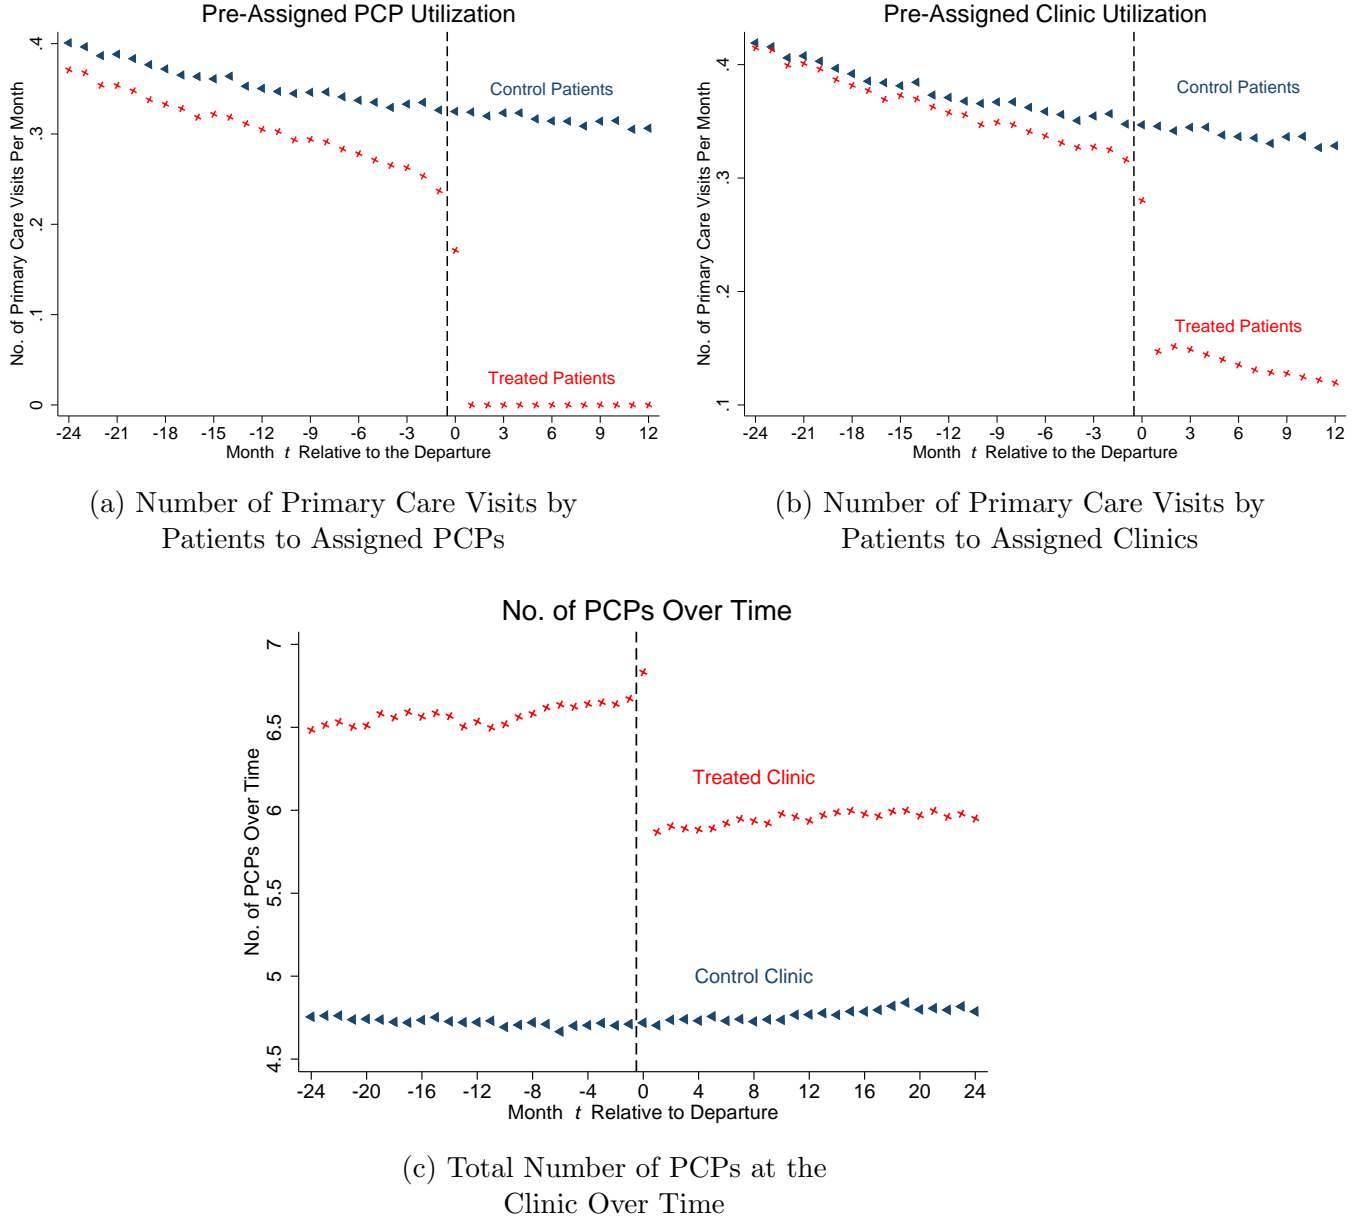 Pre-Assigned PCP Utilization
No. of Primary Care Visits Per Month
.4
.3
.2
.1
0
Control Patients
Treated Patients
-24 -21 -18 -15 -12 -9 -6 -3 0 3 6 9 12
Month t Relative to the Departure
(a) Number of Primary Care Visits by
Patients to Assigned PCPs
Pre-Assigned Clinic Utilization
No. of Primary Care Visits Per Month
.4
.3
.2
.1
Control Patients
Treated Patients
-24 -21 -18 -15 -12 -9 -6 -3 0 3 6 9 12
Month t Relative to the Departure
(b) Number of Primary Care Visits by
Patients to Assigned Clinics
No. of PCPs Over Time
No. of PCPs Over Time
7
6.5
6
5.5
5
4.5
Treated Clinic
Control Clinic
-24 -20 -16 -12 -8 -4 0 4 8 12 16 20 24
Month t Relative to Departure
(c) Total Number of PCPs at the
Clinic Over Time